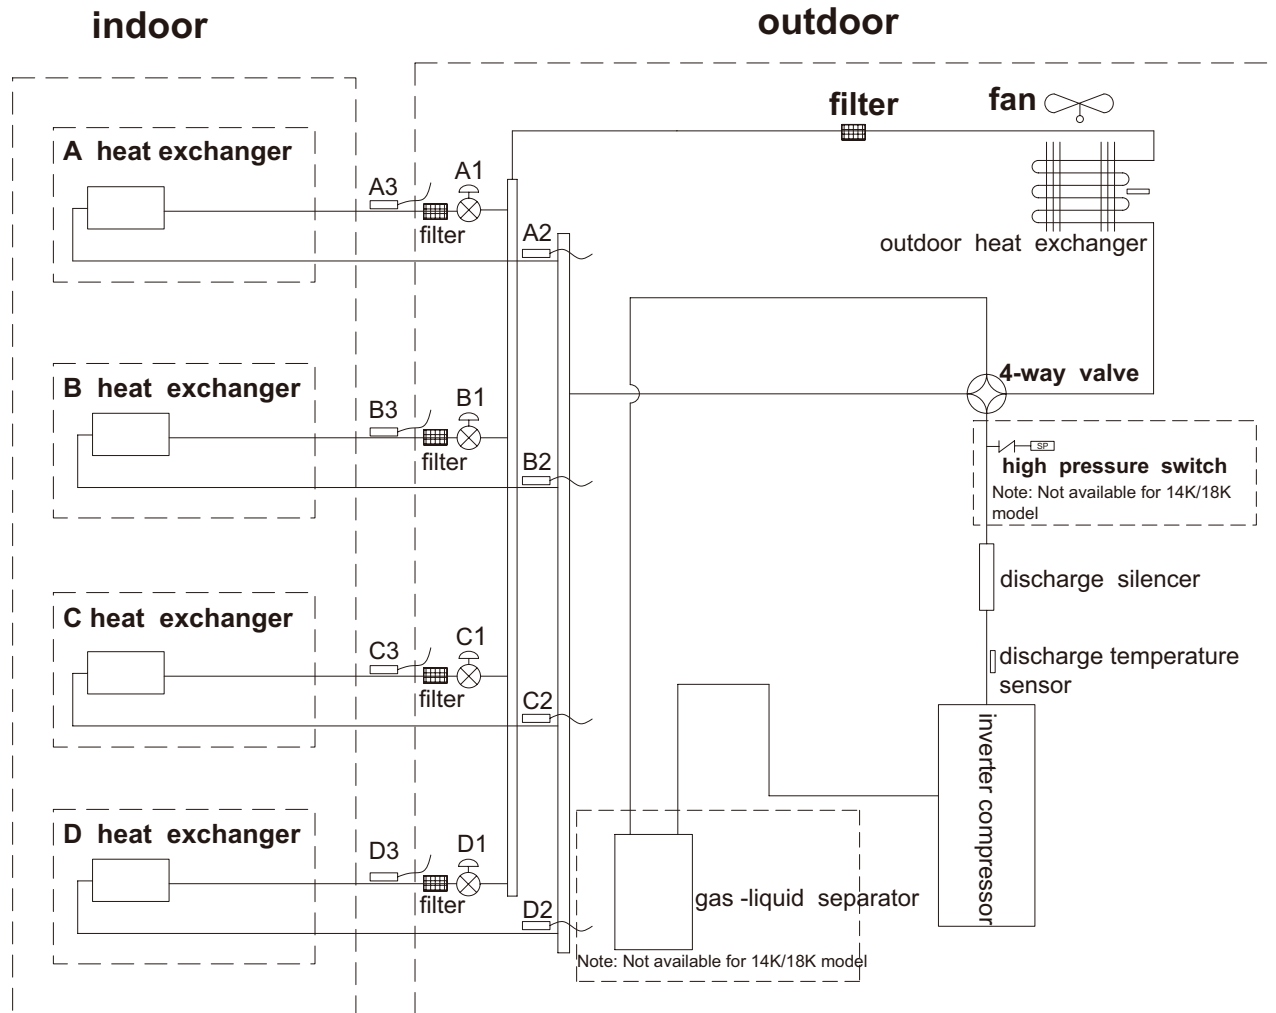 indoor
outdoor
filter
fan
A heat exchanger
A3
A1
filter
A2
outdoor heat exchanger
4-way valve
B heat exchanger
B3
B1
filter
B2
SP
high pressure switch
Note: Not available for 14K/18K
model
discharge silencer
C heat exchanger
C3
C1
filter
C2
discharge temperature
sensor
inverter compressor
D heat exchanger
D3
D1
filter
D2
gas -liquid separator
Note: Not available for 14K/18K model